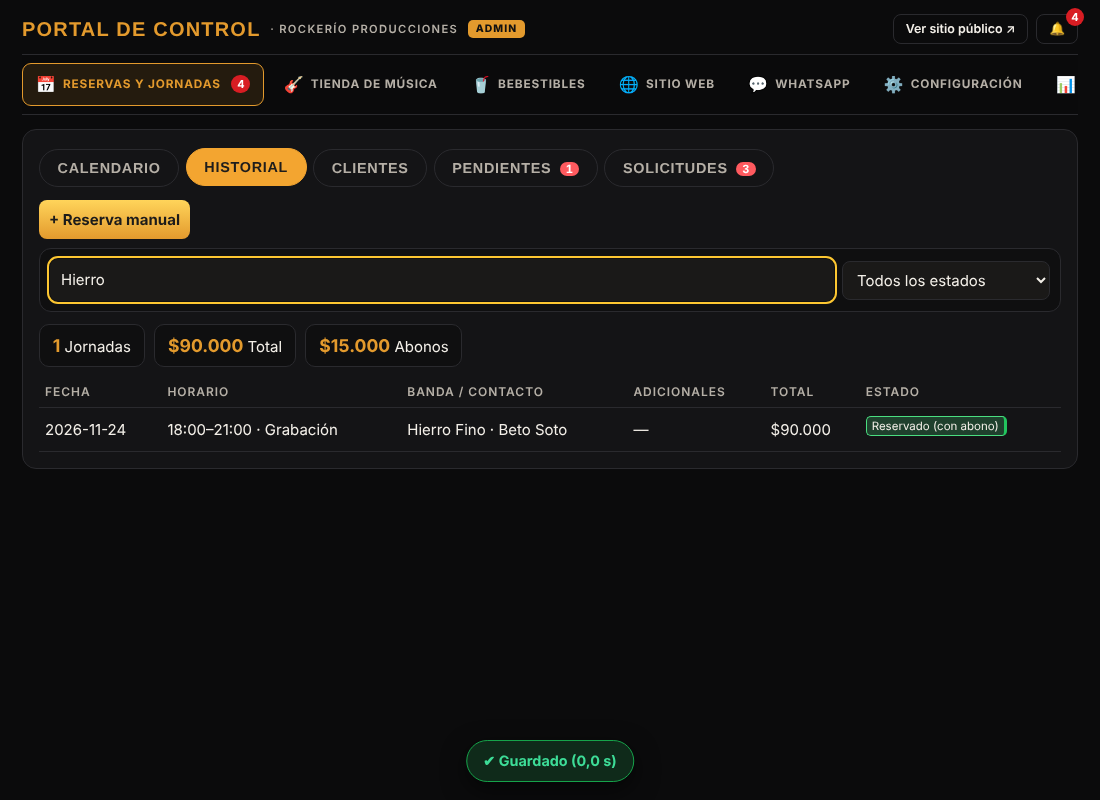 PORTAL DE CONTROL · ROCKERÍO PRODUCCIONES ADMIN Ver sitio público ↗ 4
RESERVAS Y JORNADAS 4 TIENDA DE MÚSICA BEBESTIBLES SITIO WEB WHATSAPP CONFIGURACIÓN
CALENDARIO HISTORIAL CLIENTES PENDIENTES 1 SOLICITUDES 3
+ Reserva manual
Hierro Todos los estados
1 Jornadas $90.000 Total $15.000 Abonos
FECHA HORARIO BANDA / CONTACTO ADICIONALES TOTAL ESTADO
2026-11-24 18:00–21:00 · Grabación Hierro Fino · Beto Soto — $90.000 Reservado (con abono)
✔ Guardado (0,0 s)